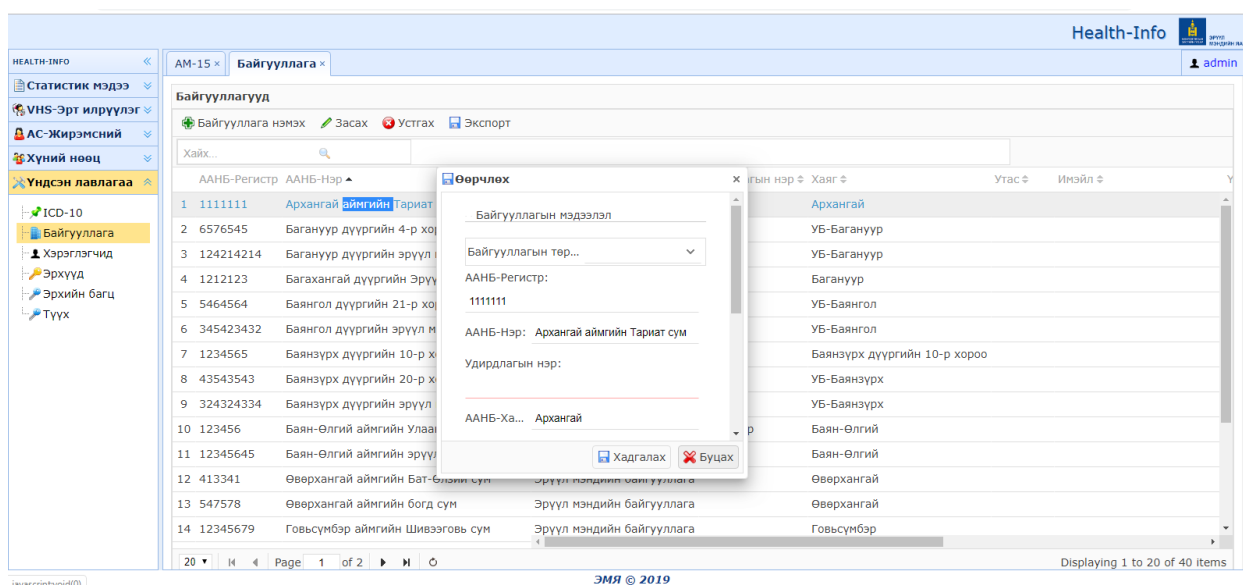 Health-Info
ЭРҮҮЛ
МЭНДИЙН ЯА
HEALTH-INFO
АМ-15 × Байгууллага ×
admin
Статистик мэдээ
VHS-Эрт илрүүлэг
АС-Жирэмсний
Хүний нөөц
Үндсэн лавлагаа
ICD-10
Байгууллага
Хэрэглэгчид
Эрхүүд
Эрхийн багц
Түүх
Байгууллагууд
Байгууллага нэмэх Засах Устгах Экспорт
Хайх...
ААНБ-Регистр ААНБ-Нэр гын нэр Хаяг Утас Имэйл
1 1111111 Архангай аймгийн Тариат Архангай
2 6576545 Багануур дүүргийн 4-р УБ-Багануур
3 124214214 Багануур дүүргийн эрүүл УБ-Багануур
4 1212123 Багахангай дүүргийн Багануур
5 5464564 Баянгол дүүргийн 21-р УБ-Баянгол
6 345423432 Баянгол дүүргийн эрүүл УБ-Баянгол
7 1234565 Баянзүрх дүүргийн 10-р Баянзүрх дүүргийн 10-р хороо
8 43543543 Баянзүрх дүүргийн 20-р УБ-Баянзүрх
9 324324334 Баянзүрх дүүргийн эрүүл УБ-Баянзүрх
10 123456 Баян-Өлгий аймгийн р Баян-Өлгий
11 12345645 Баян-Өлгий аймгийн Баян-Өлгий
12 413341 Өвөрхангай аймгийн Бат-Өлзий сум Эрүүл мэндийн байгууллага Өвөрхангай
13 547578 Өвөрхангай аймгийн богд сум Эрүүл мэндийн байгууллага Өвөрхангай
14 12345679 Говьсүмбэр аймгийн Шивээговь сум Эрүүл мэндийн байгууллага Говьсүмбэр
Өөрчлөх ×
Байгууллагын мэдээлэл
Байгууллагын төр...
ААНБ-Регистр:
1111111
ААНБ-Нэр: Архангай аймгийн Тариат сум
Удирдлагын нэр:
ААНБ-Ха... Архангай
Хадгалах Буцах
20 Page 1 of 2 Displaying 1 to 20 of 40 items
ЭМЯ © 2019